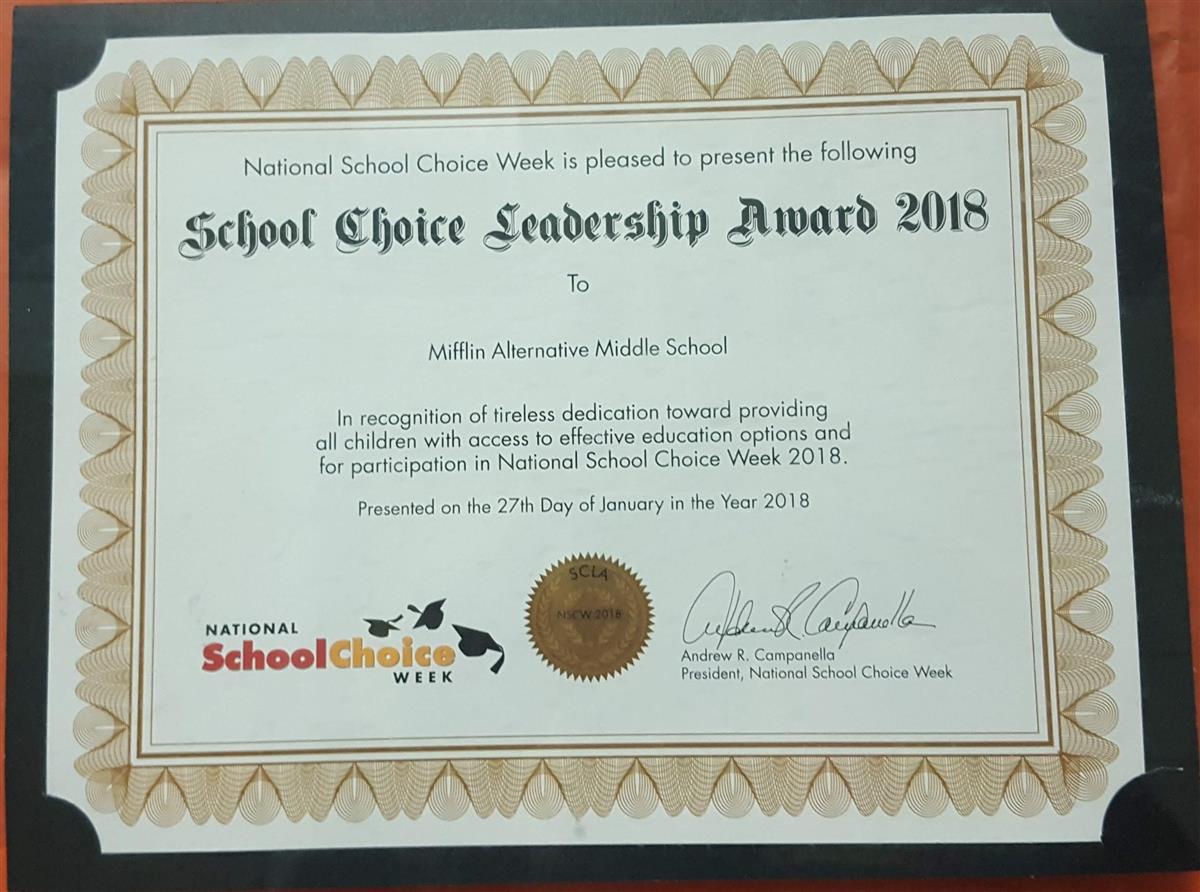 National School Choice Week is pleased to present the following
School Choice Leadership Award 2018
To
Mifflin Alternative Middle School
In recognition of tireless dedication toward providing
all children with access to effective education options and
for participation in National School Choice Week 2018.
Presented on the 27th Day of January in the Year 2018
NATIONAL
SchoolChoice
WEEK
SCLA
NSCW 2018
Andrew R. Campanella
Andrew R. Campanella
President, National School Choice Week